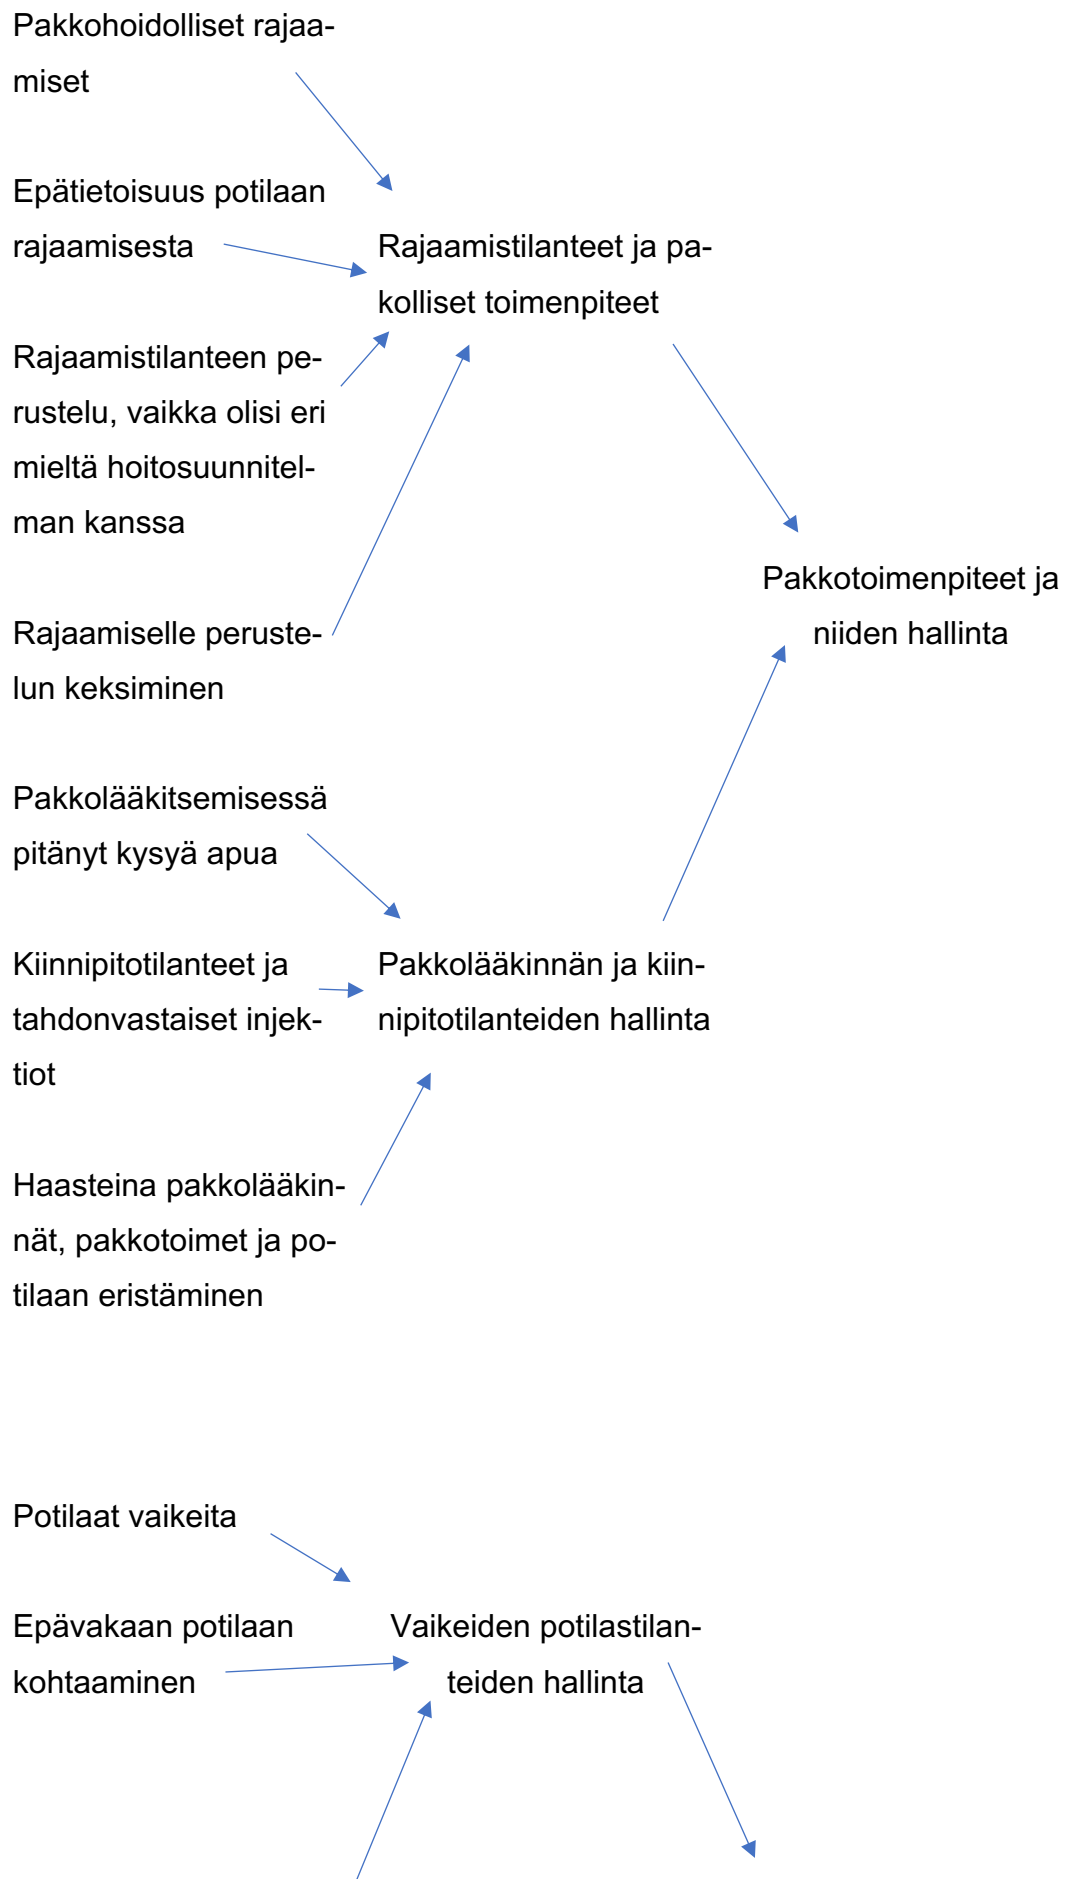 Pakkohoidolliset rajaa-
miset
Epätietoisuus potilaan
rajaamisesta
Rajaamistilanteet ja pa-
kolliset toimenpiteet
Rajaamistilanteen pe-
rustelu, vaikka olisi eri
mieltä hoitosuunnitel-
man kanssa
Pakkotoimenpiteet ja
niiden hallinta
Rajaamiselle peruste-
lun keksiminen
Pakkolääkitsemisessä
pitänyt kysyä apua
Kiinnipitotilanteet ja
tahdonvastaiset injek-
tiot
Pakkolääkinnän ja kiin-
nipitotilanteiden hallinta
Haasteina pakkolääkin-
nät, pakkotoimet ja po-
tilaan eristäminen
Potilaat vaikeita
Epävakaan potilaan
kohtaaminen
Vaikeiden potilastilan-
teiden hallinta